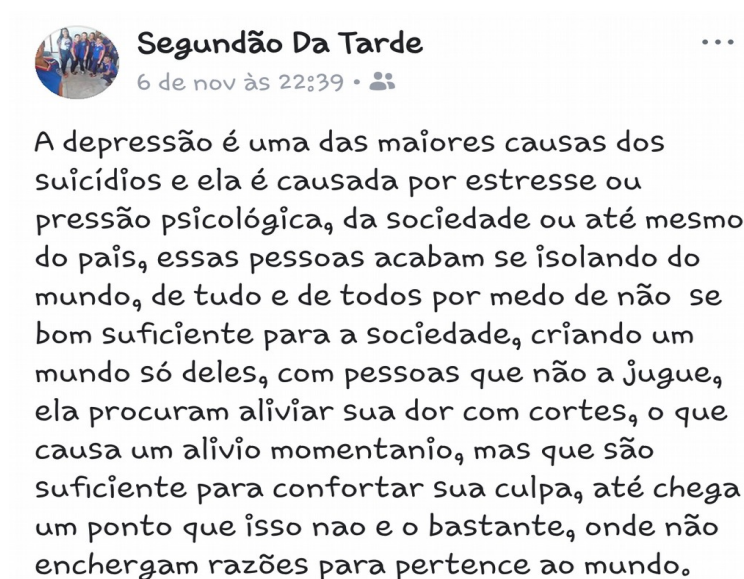 Segundão Da Tarde
6 de nov às 22:39
A depressão é uma das maiores causas dos
suicídios e ela é causada por estresse ou
pressão psicológica, da sociedade ou até mesmo
do pais, essas pessoas acabam se isolando do
mundo, de tudo e de todos por medo de não se
bom suficiente para a sociedade, criando um
mundo só deles, com pessoas que não a jugue,
ela procuram aliviar sua dor com cortes, o que
causa um alivio momentanio, mas que são
suficiente para confortar sua culpa, até chega
um ponto que isso nao e o bastante, onde não
enchergam razões para pertence ao mundo.